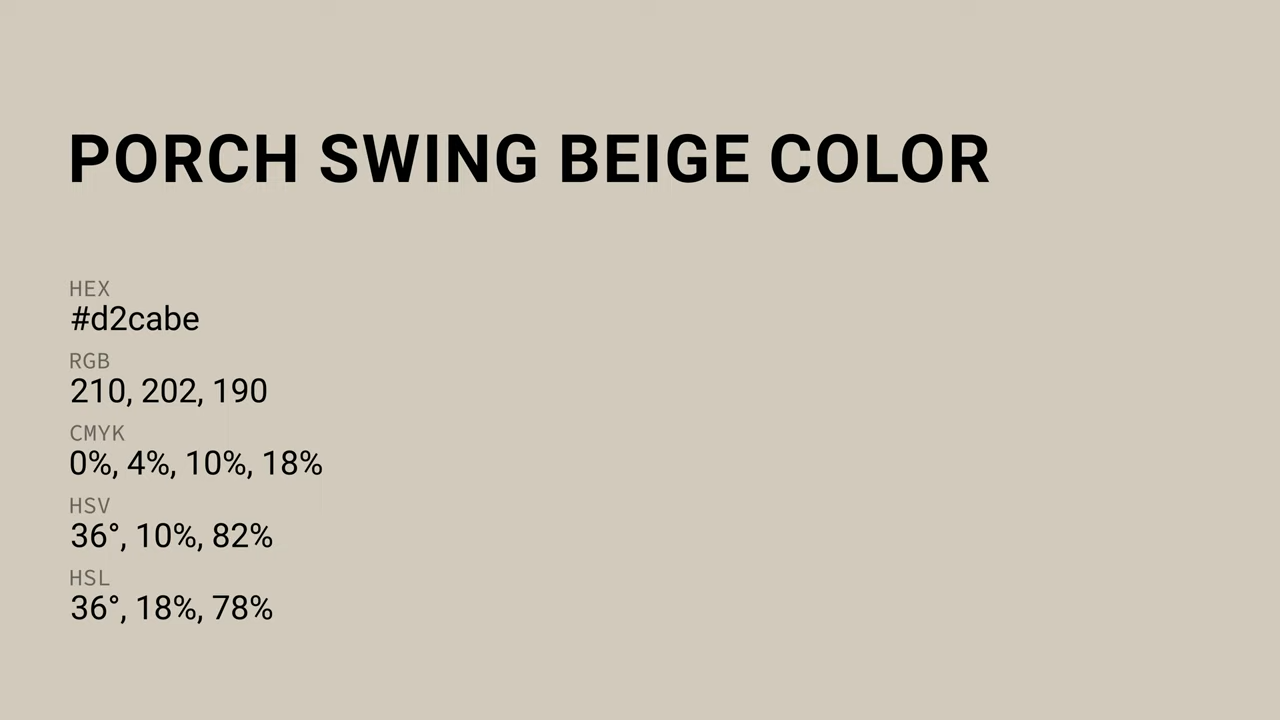 PORCH SWING BEIGE COLOR
HEX
#d2cabe
RGB
210, 202, 190
CMYK
0%, 4%, 10%, 18%
HSV
36°, 10%, 82%
HSL
36°, 18%, 78%